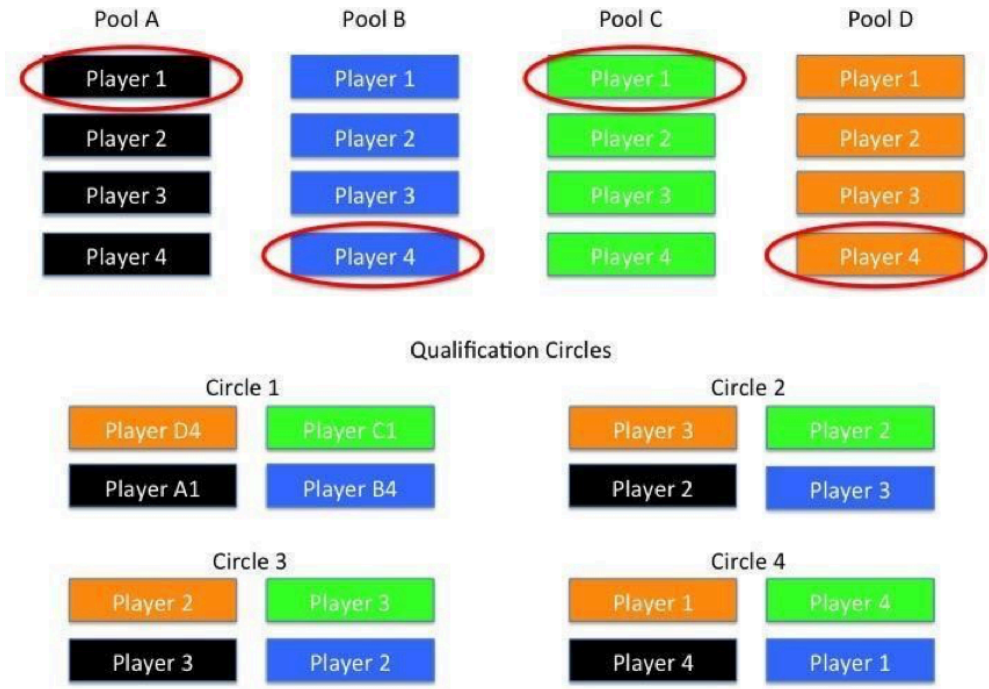 Pool A Pool B Pool C Pool D
Player 1 Player 1 Player 1 Player 1
Player 2 Player 2 Player 2 Player 2
Player 3 Player 3 Player 3 Player 3
Player 4 Player 4 Player 4 Player 4
Qualification Circles
Circle 1 Circle 2
Player D4 Player C1 Player 3 Player 2
Player A1 Player B4 Player 2 Player 3
Circle 3 Circle 4
Player 2 Player 3 Player 1 Player 4
Player 3 Player 2 Player 4 Player 1